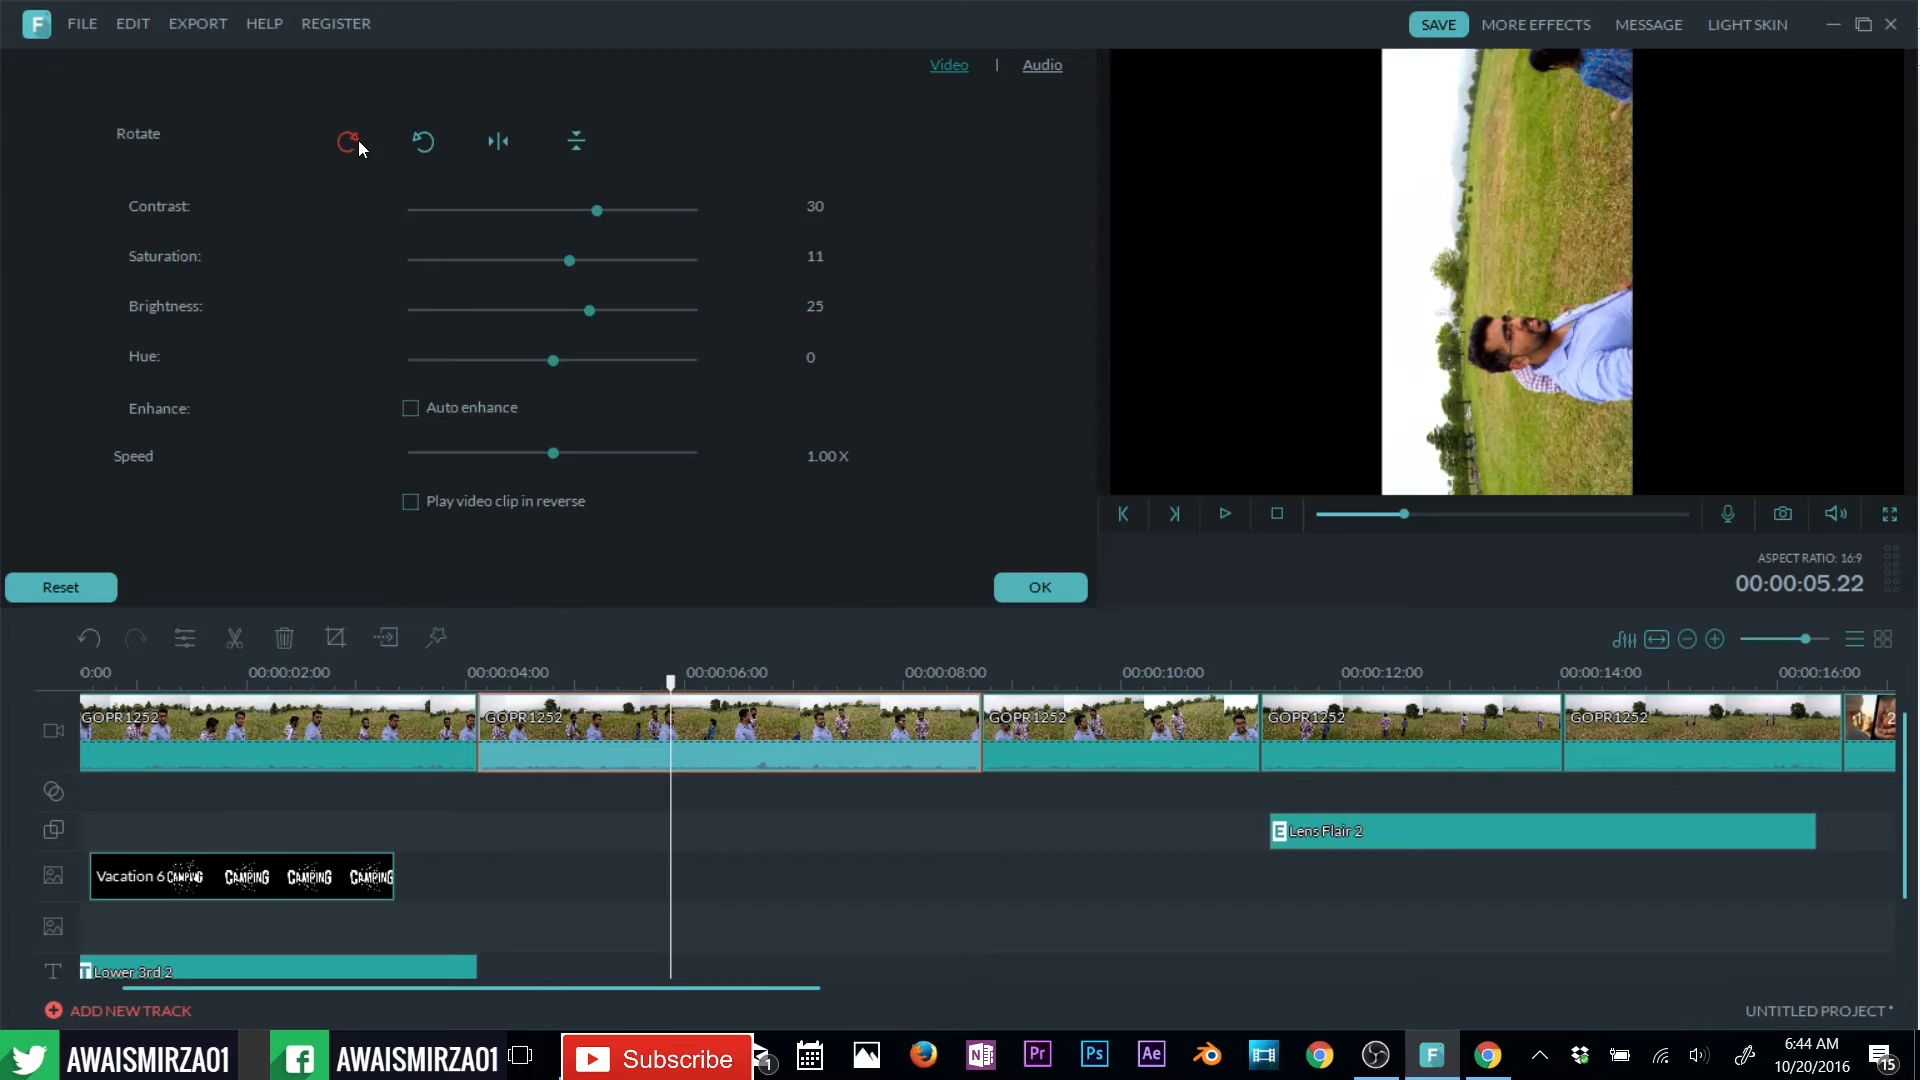 F FILE EDIT EXPORT HELP REGISTER SAVE MORE EFFECTS MESSAGE LIGHT SKIN
Video | Audio
Rotate
Contrast: 30
Saturation: 11
Brightness: 25
Hue: 0
Enhance: Auto enhance
Speed 1.00 X
Play video clip in reverse
Reset OK
ASPECT RATIO: 16:9
00:00:05.22
0:00 00:00:02:00 00:00:04:00 00:00:06:00 00:00:08:00 00:00:10:00 00:00:12:00 00:00:14:00 00:00:16:00
GOPR1252 GOPR1252 GOPR1252 GOPR1252 GOPR1252
E Lens Flair 2
Vacation 6 CAMPING CAMPING CAMPING CAMPING
T T Lower 3rd 2
ADD NEW TRACK UNTITLED PROJECT *
AWAISMIRZA01 AWAISMIRZA01 Subscribe 1 N Pr Ps Ae F 6:44 AM
10/20/2016 15